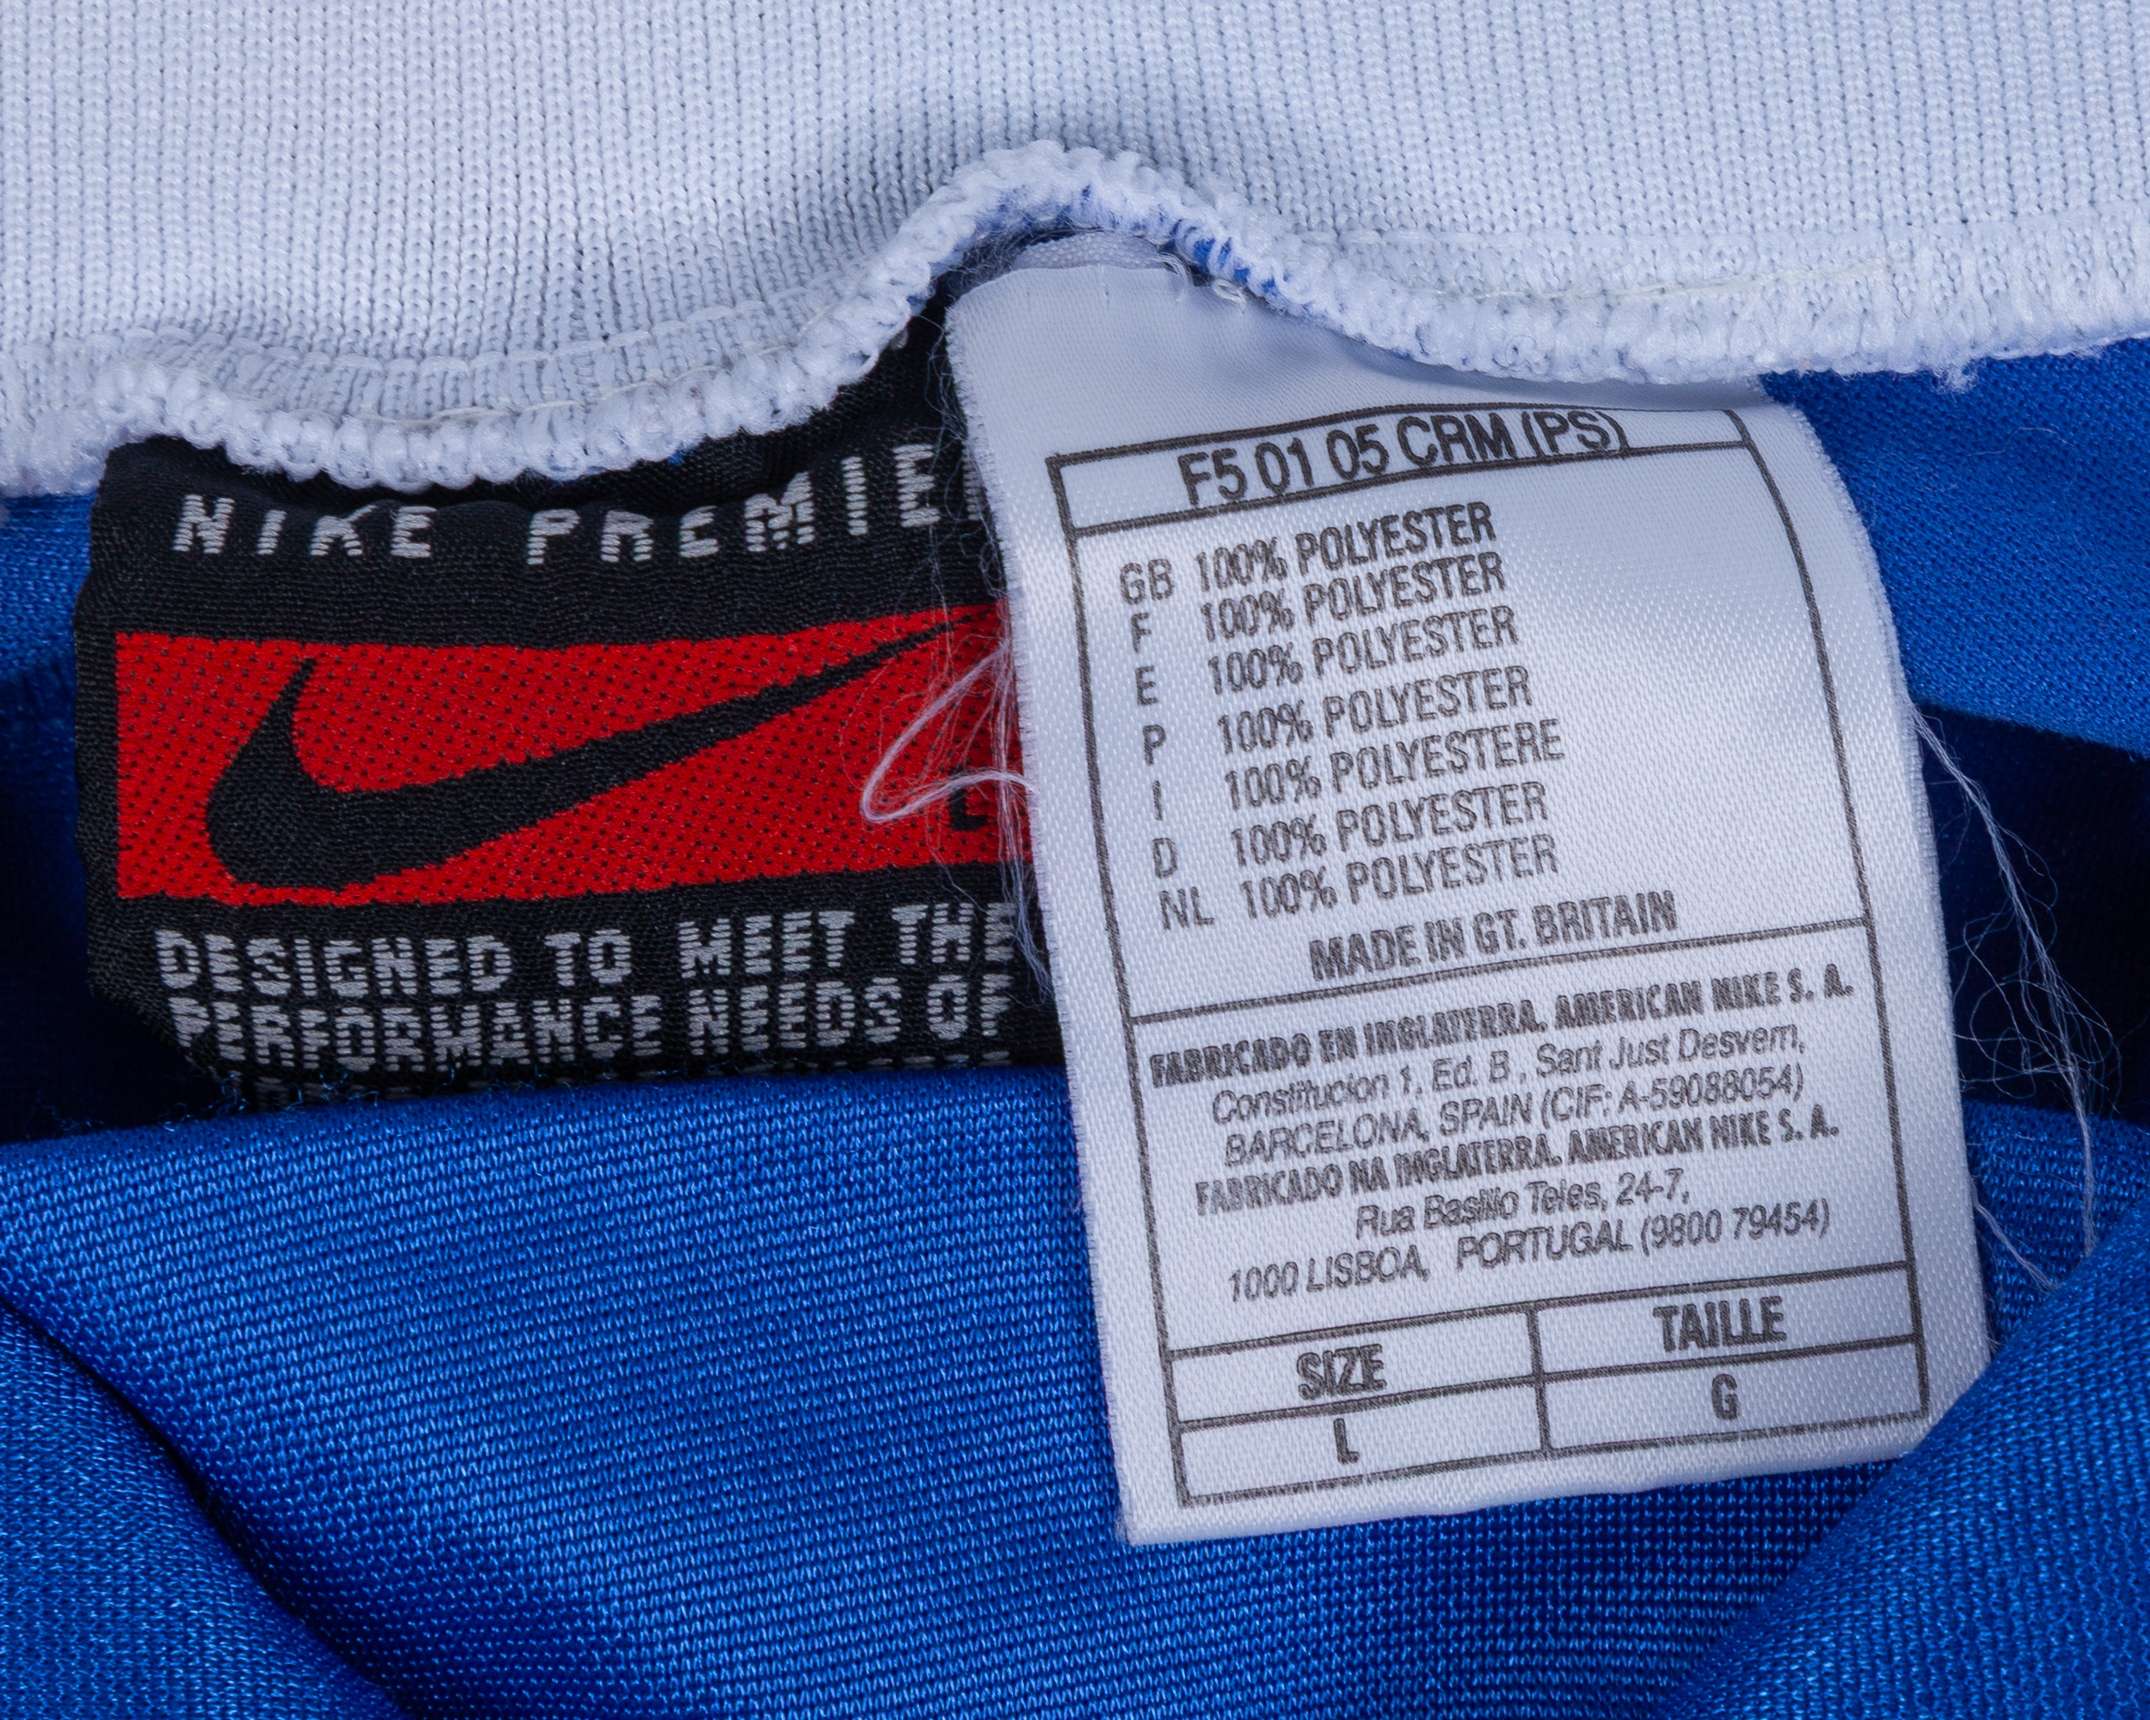 NIKE PREMIE
DESIGNED TO MEET THE
PERFORMANCE NEEDS OF
F5 01 05 CRM (PS)
GB 100% POLYESTER
F 100% POLYESTER
E 100% POLYESTER
P 100% POLYESTER
I 100% POLYESTERE
D 100% POLYESTER
NL 100% POLYESTER
MADE IN GT. BRITAIN
FABRICADO EN INGLATERRA. AMERICAN NIKE S. A.
Constitucion 1, Ed. B , Sant Just Desvern,
BARCELONA, SPAIN (CIF: A-59088054)
FABRICADO NA INGLATERRA. AMERICAN NIKE S. A.
Rua Basilio Teles, 24-7,
1000 LISBOA, PORTUGAL (9800 79454)
SIZE TAILLE
L G